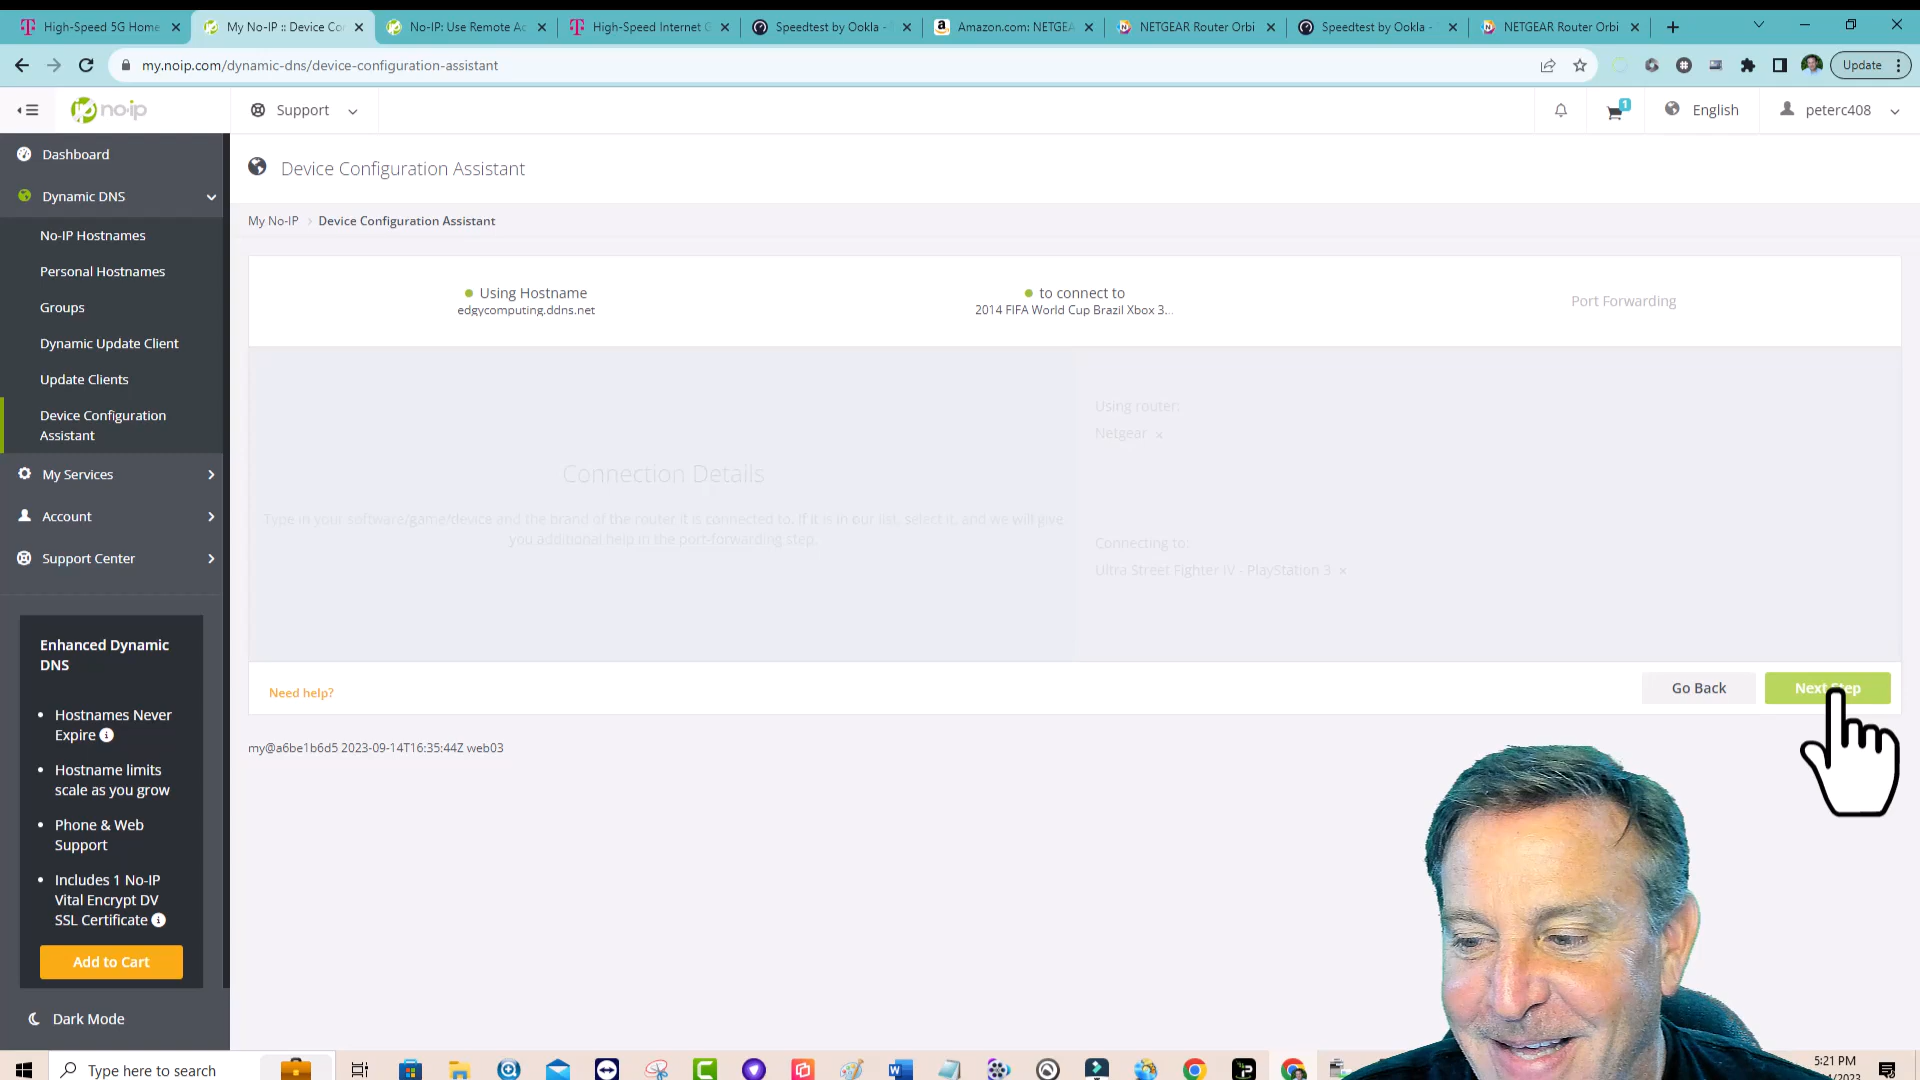 High-Speed 5G Home
My No-IP :: Device Co
No-IP: Use Remote Ac
High-Speed Internet G
Speedtest by Ookla -
Amazon.com: NETGEA
NETGEAR Router Orbi
Speedtest by Ookla -
NETGEAR Router Orbi
my.noip.com/dynamic-dns/device-configuration-assistant
Update
no-ip
Support
1
English
peterc408
Dashboard
Device Configuration Assistant
Dynamic DNS
My No-IP > Device Configuration Assistant
No-IP Hostnames
Personal Hostnames
Groups
Dynamic Update Client
Update Clients
Device Configuration
Assistant
My Services
Account
Support Center
Using Hostname
edgycomputing.ddns.net
to connect to
2014 FIFA World Cup Brazil Xbox 3...
Port Forwarding
Connection Details
Type in your software/game/device and the brand of the router it is connected to. If it is in our list, select it, and we will give
you additional help in the port-forwarding step.
Using router:
Netgear ×
Connecting to:
Ultra Street Fighter IV - PlayStation 3 ×
Need help?
Go Back
Next Step
my@a6be1b6d5 2023-09-14T16:35:44Z web03
Enhanced Dynamic
DNS
• Hostnames Never
Expire
• Hostname limits
scale as you grow
• Phone & Web
Support
• Includes 1 No-IP
Vital Encrypt DV
SSL Certificate
Add to Cart
Dark Mode
Type here to search
5:21 PM